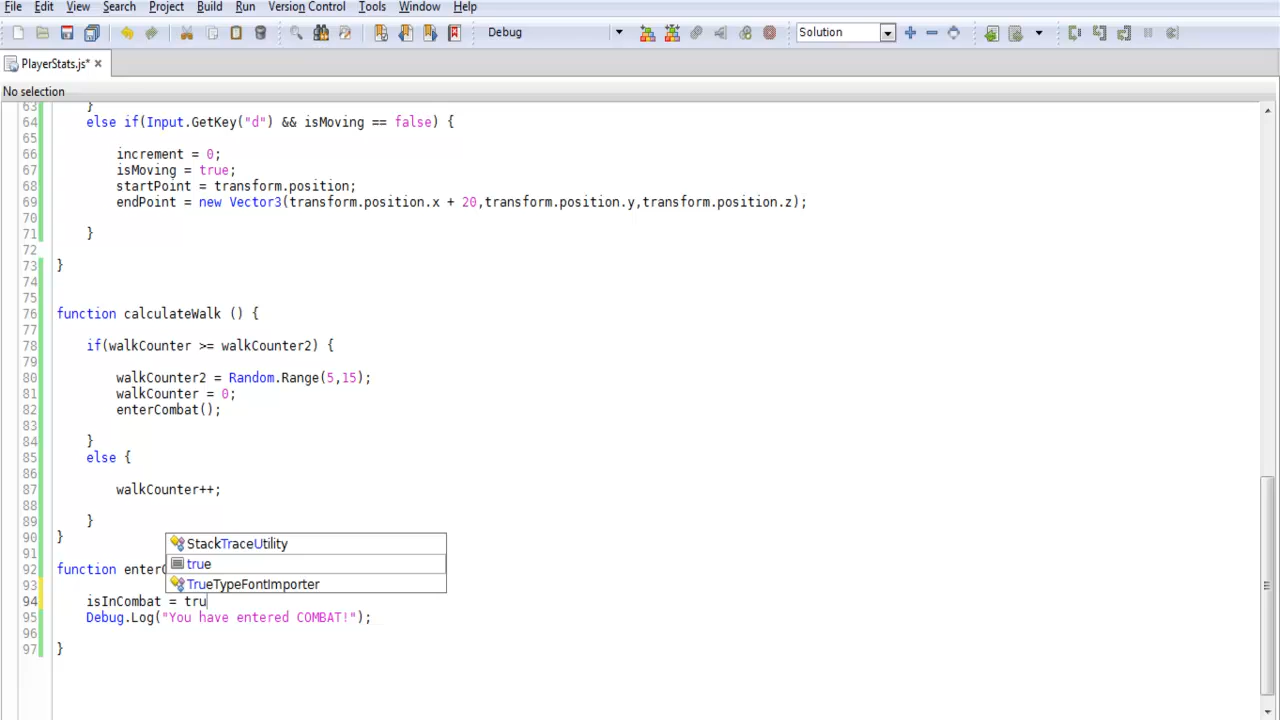 File Edit View Search Project Build Run Version Control Tools Window Help
Debug Solution
PlayerStats.js*
No selection
63 }
64 else if(Input.GetKey("d") && isMoving == false) {
65
66 increment = 0;
67 isMoving = true;
68 startPoint = transform.position;
69 endPoint = new Vector3(transform.position.x + 20,transform.position.y,transform.position.z);
70
71 }
72
73 }
74
75
76 function calculateWalk () {
77
78 if(walkCounter >= walkCounter2) {
79
80 walkCounter2 = Random.Range(5,15);
81 walkCounter = 0;
82 enterCombat();
83
84 }
85 else {
86
87 walkCounter++;
88
89 }
90 }
StackTraceUtility
91
true
92 function enter
TrueTypeFontImporter
93
94 isInCombat = tru
95 Debug.Log("You have entered COMBAT!");
96
97 }